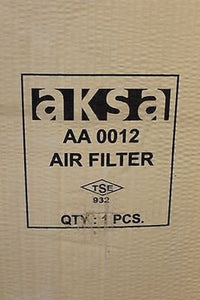 aksa
AA 0012
AIR FILTER
TSE
932
QTY : 1 PCS.